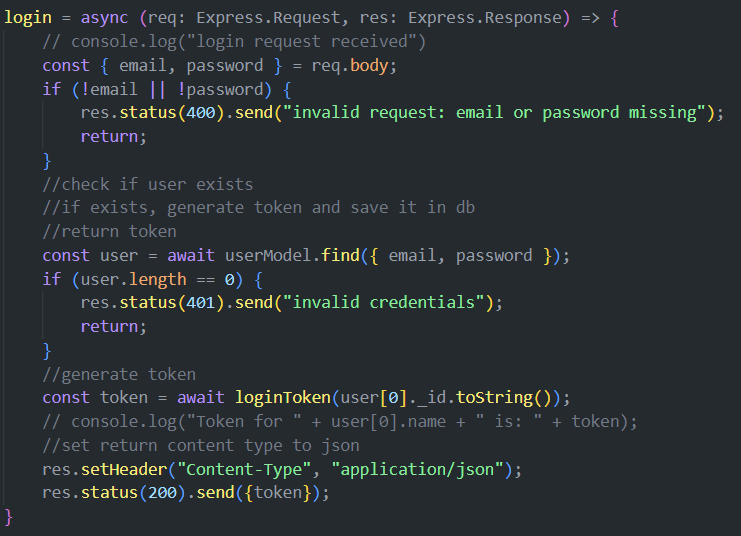 login = async (req: Express.Request, res: Express.Response) => {
    // console.log("login request received")
    const { email, password } = req.body;
    if (!email || !password) {
        res.status(400).send("invalid request: email or password missing");
        return;
    }
    //check if user exists
    //if exists, generate token and save it in db
    //return token
    const user = await userModel.find({ email, password });
    if (user.length == 0) {
        res.status(401).send("invalid credentials");
        return;
    }
    //generate token
    const token = await loginToken(user[0]._id.toString());
    // console.log("Token for " + user[0].name + " is: " + token);
    //set return content type to json
    res.setHeader("Content-Type", "application/json");
    res.status(200).send({token});
}